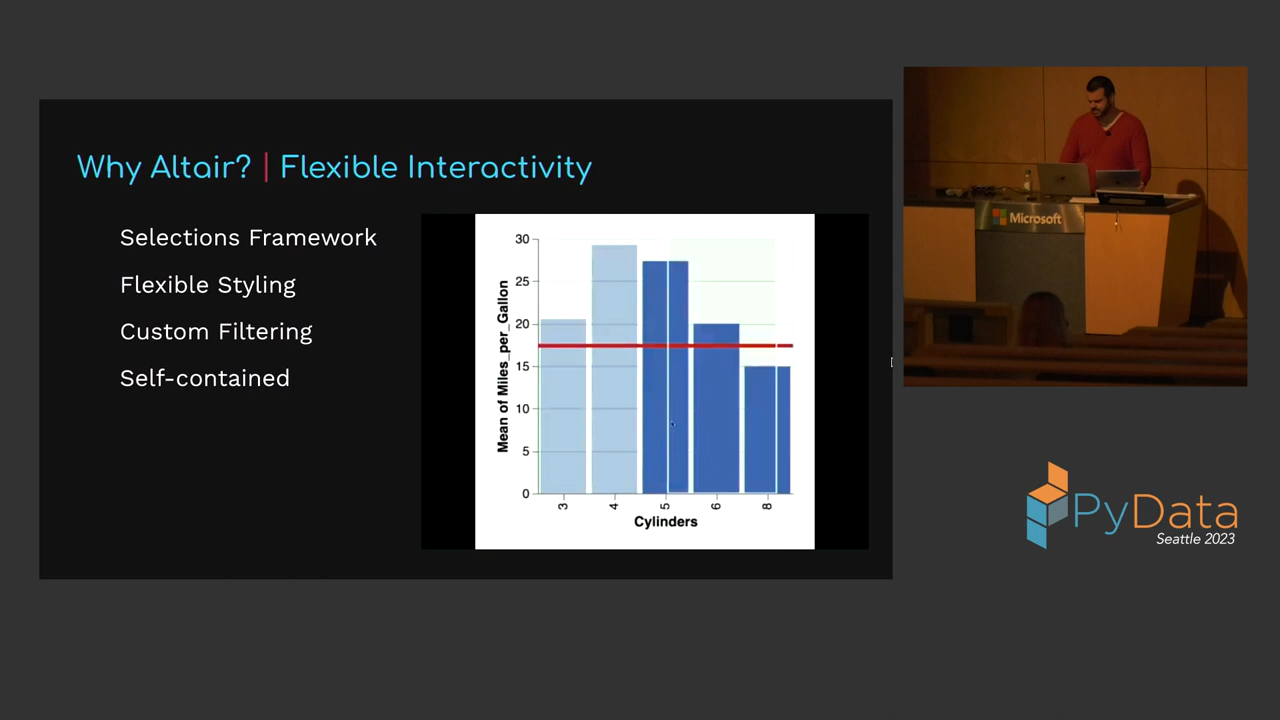 Why Altair? | Flexible Interactivity
Selections Framework
Flexible Styling
Custom Filtering
Self-contained
Mean of Miles_per_Gallon
30
25
20
15
10
5
0
3
4
5
6
8
Cylinders
Microsoft
PyData
Seattle 2023